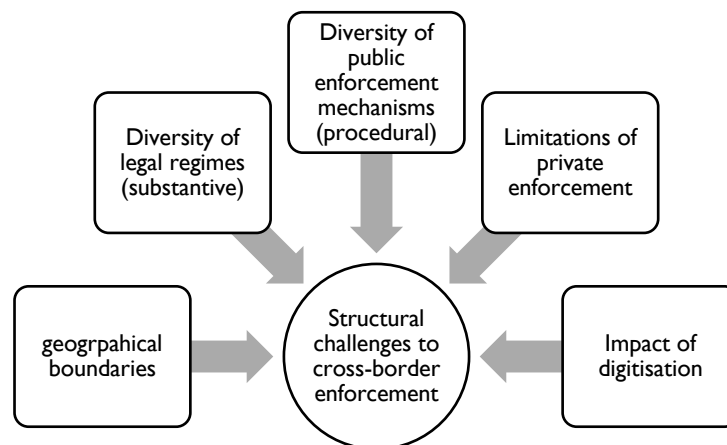 Diversity of
public
enforcement
mechanisms
(procedural)
Diversity of
legal regimes
(substantive)
Limitations of
private
enforcement
geogrpahical
boundaries
Structural
challenges to
cross-border
enforcement
Impact of
digitisation